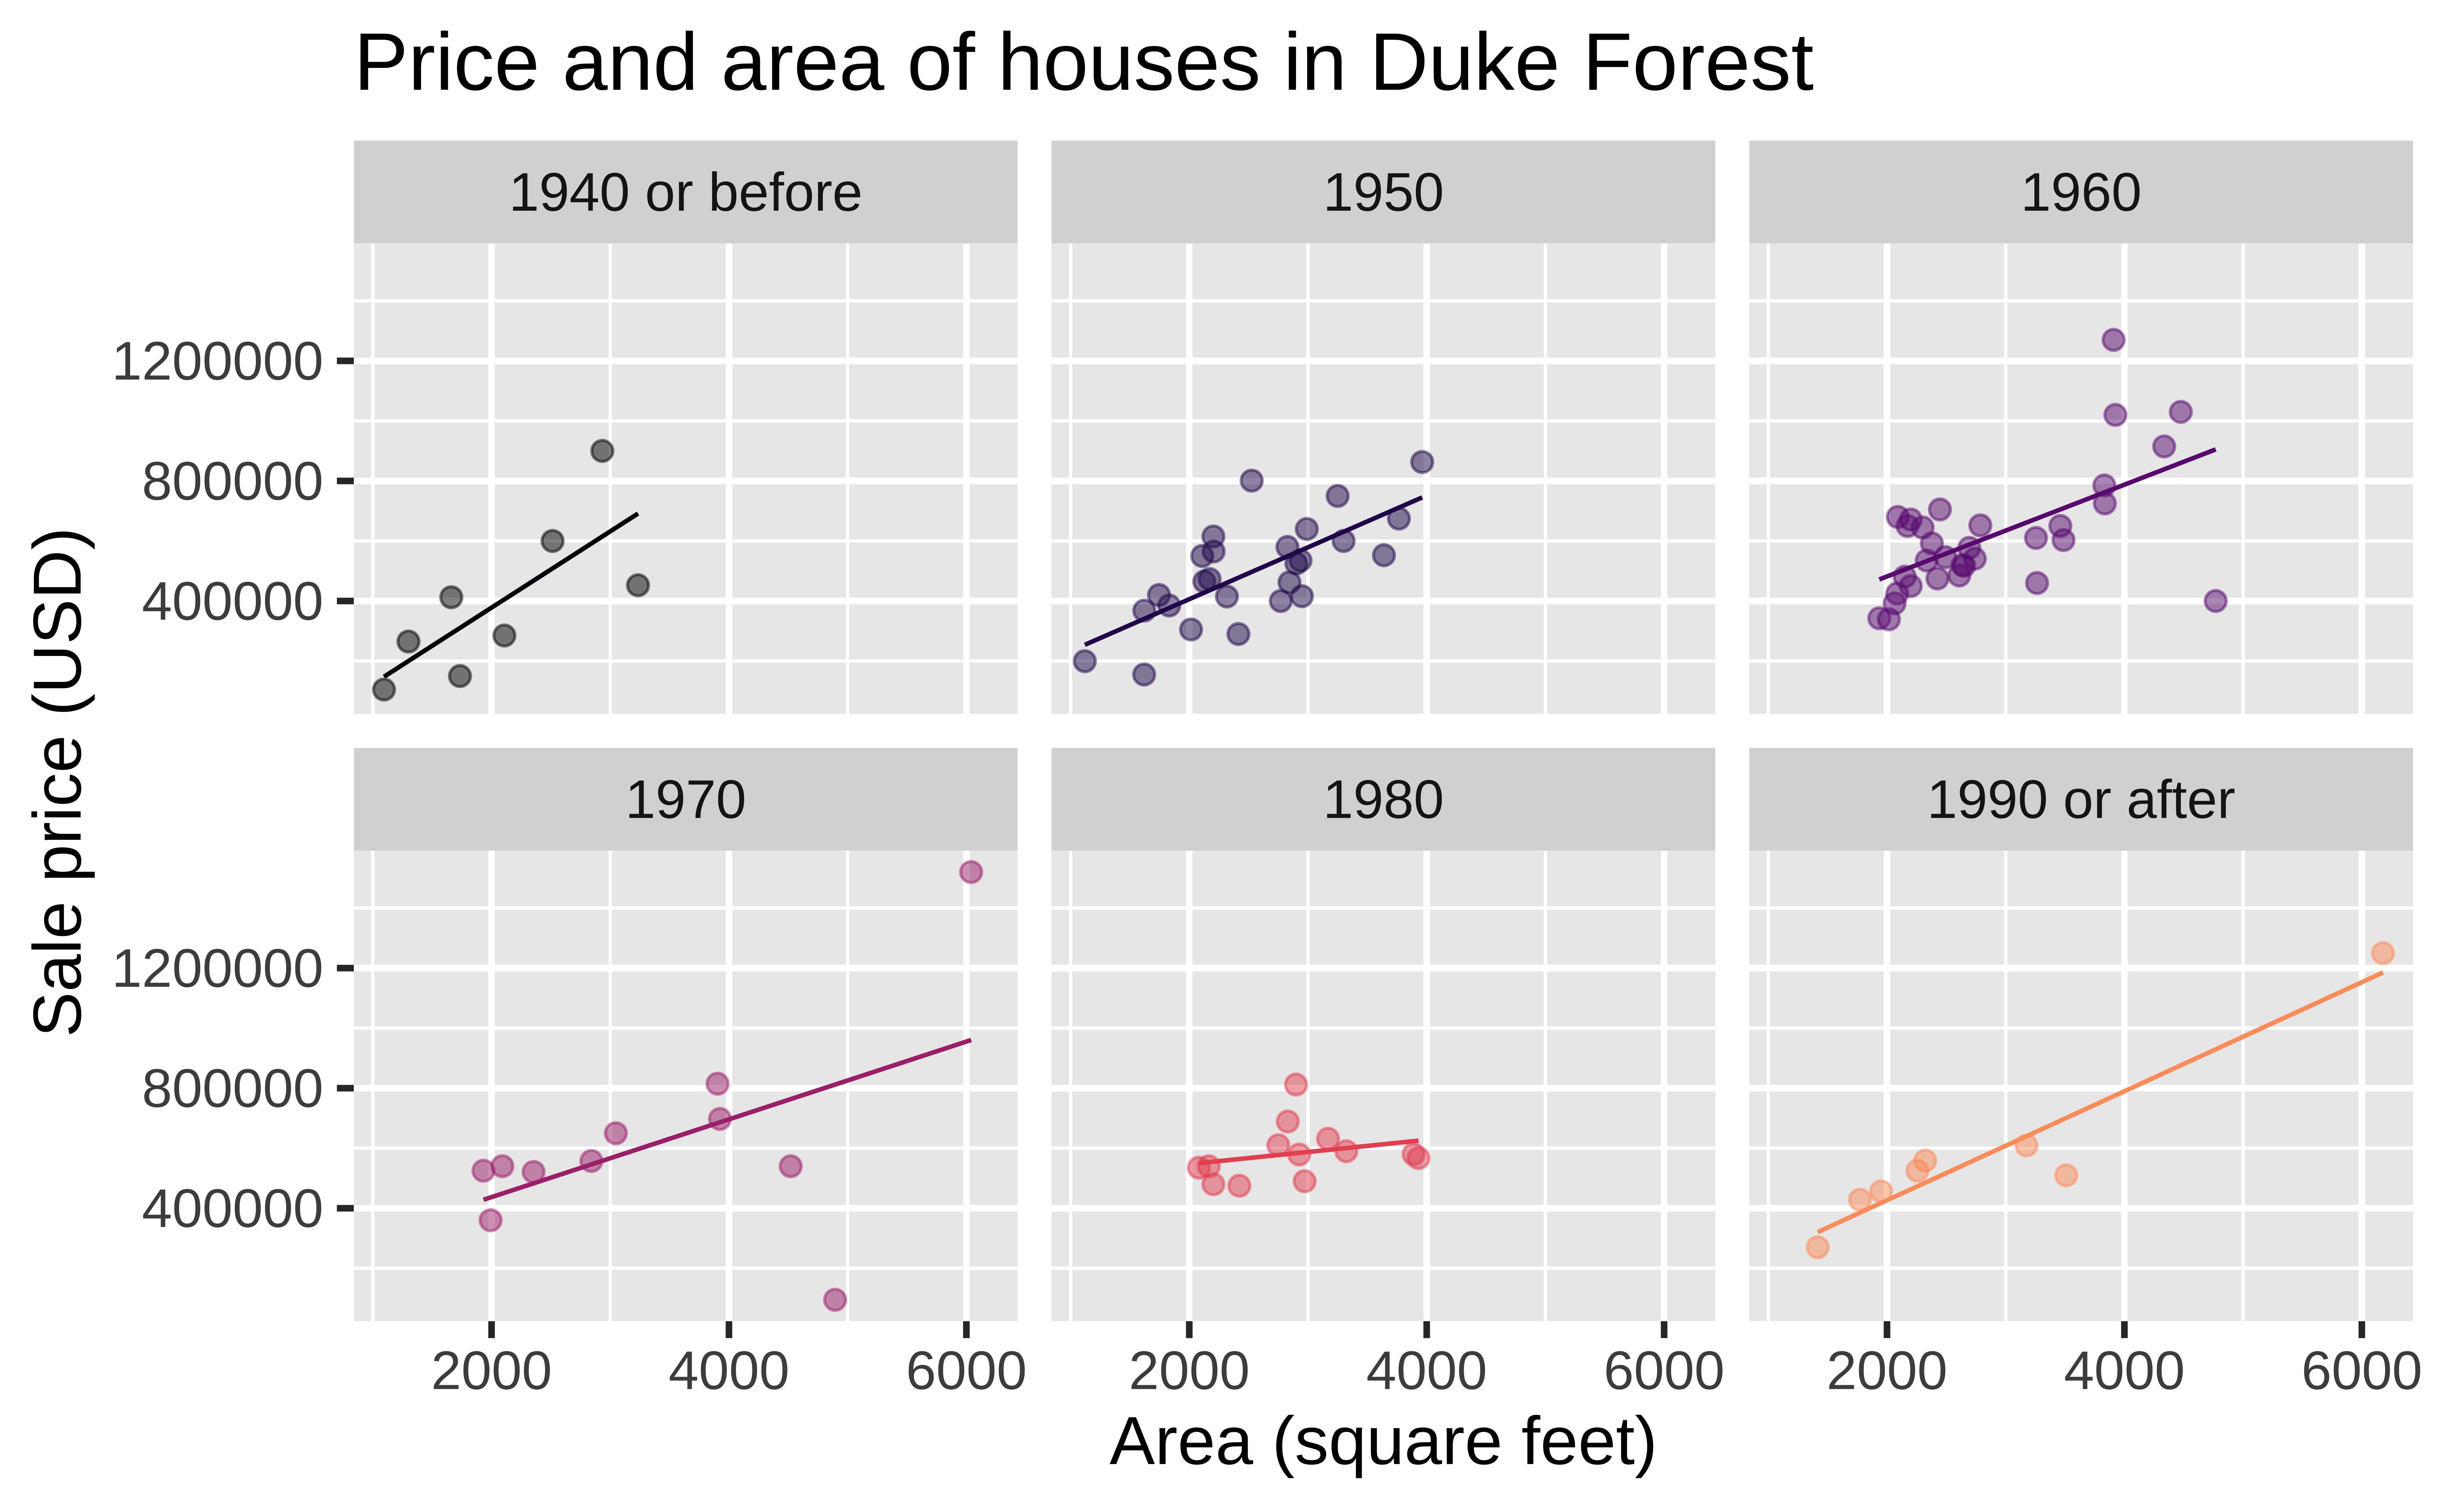 Price and area of houses in Duke Forest
1940 or before
1950
1960
1200000
800000
400000
1970
1980
1990 or after
1200000
800000
400000
2000 4000 6000 2000 4000 6000 2000 4000 6000
Area (square feet)
Sale price (USD)